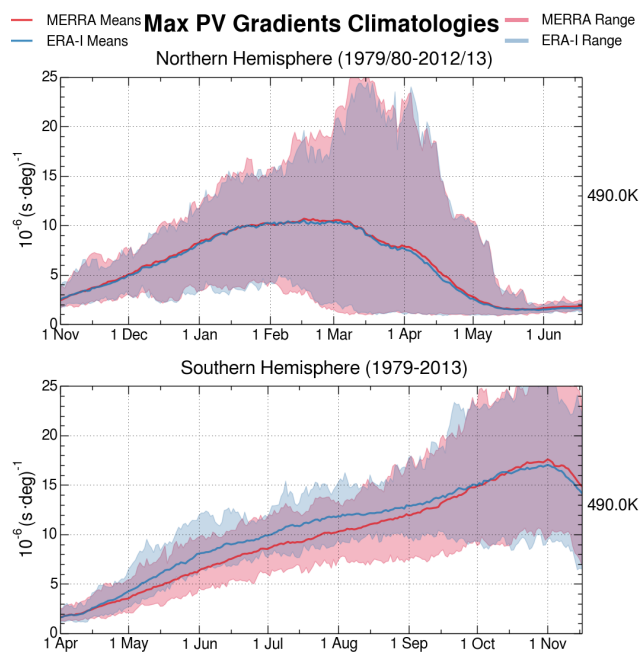 MERRA Means Max PV Gradients Climatologies MERRA Range
ERA-I Means ERA-I Range
Northern Hemisphere (1979/80-2012/13)
25
20
15
10
5
0
10⁻⁶ (s·deg)⁻¹
490.0K
1 Nov 1 Dec 1 Jan 1 Feb 1 Mar 1 Apr 1 May 1 Jun
Southern Hemisphere (1979-2013)
25
20
15
10
5
0
10⁻⁶ (s·deg)⁻¹
490.0K
1 Apr 1 May 1 Jun 1 Jul 1 Aug 1 Sep 1 Oct 1 Nov